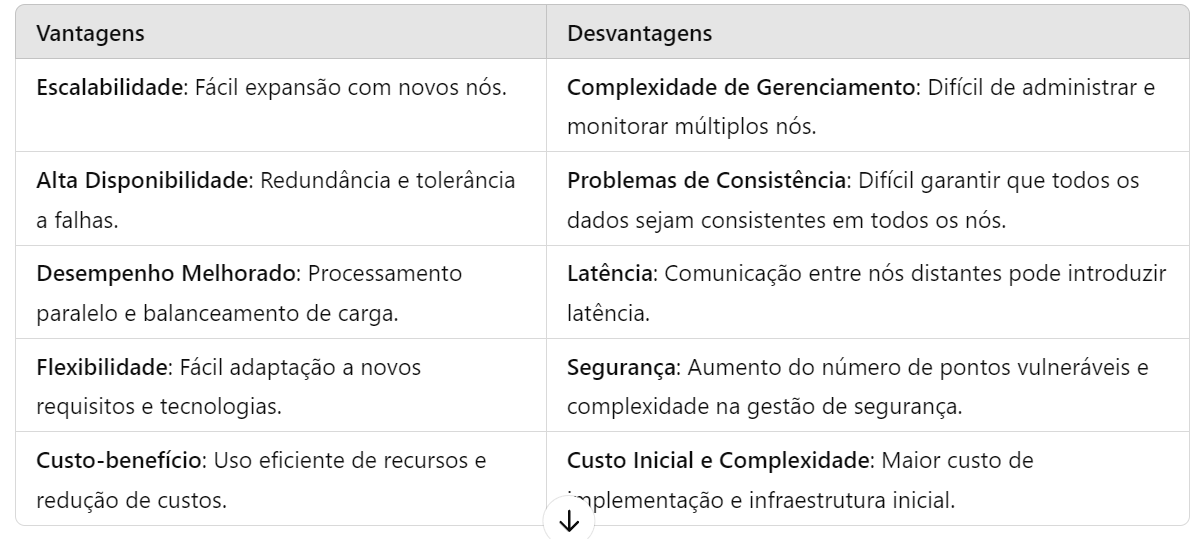 Vantagens
Desvantagens
Escalabilidade: Fácil expansão com novos nós.
Complexidade de Gerenciamento: Difícil de administrar e
monitorar múltiplos nós.
Alta Disponibilidade: Redundância e tolerância
a falhas.
Problemas de Consistência: Difícil garantir que todos os
dados sejam consistentes em todos os nós.
Desempenho Melhorado: Processamento
paralelo e balanceamento de carga.
Latência: Comunicação entre nós distantes pode introduzir
latência.
Flexibilidade: Fácil adaptação a novos
requisitos e tecnologias.
Segurança: Aumento do número de pontos vulneráveis e
complexidade na gestão de segurança.
Custo-benefício: Uso eficiente de recursos e
redução de custos.
Custo Inicial e Complexidade: Maior custo de
implementação e infraestrutura inicial.